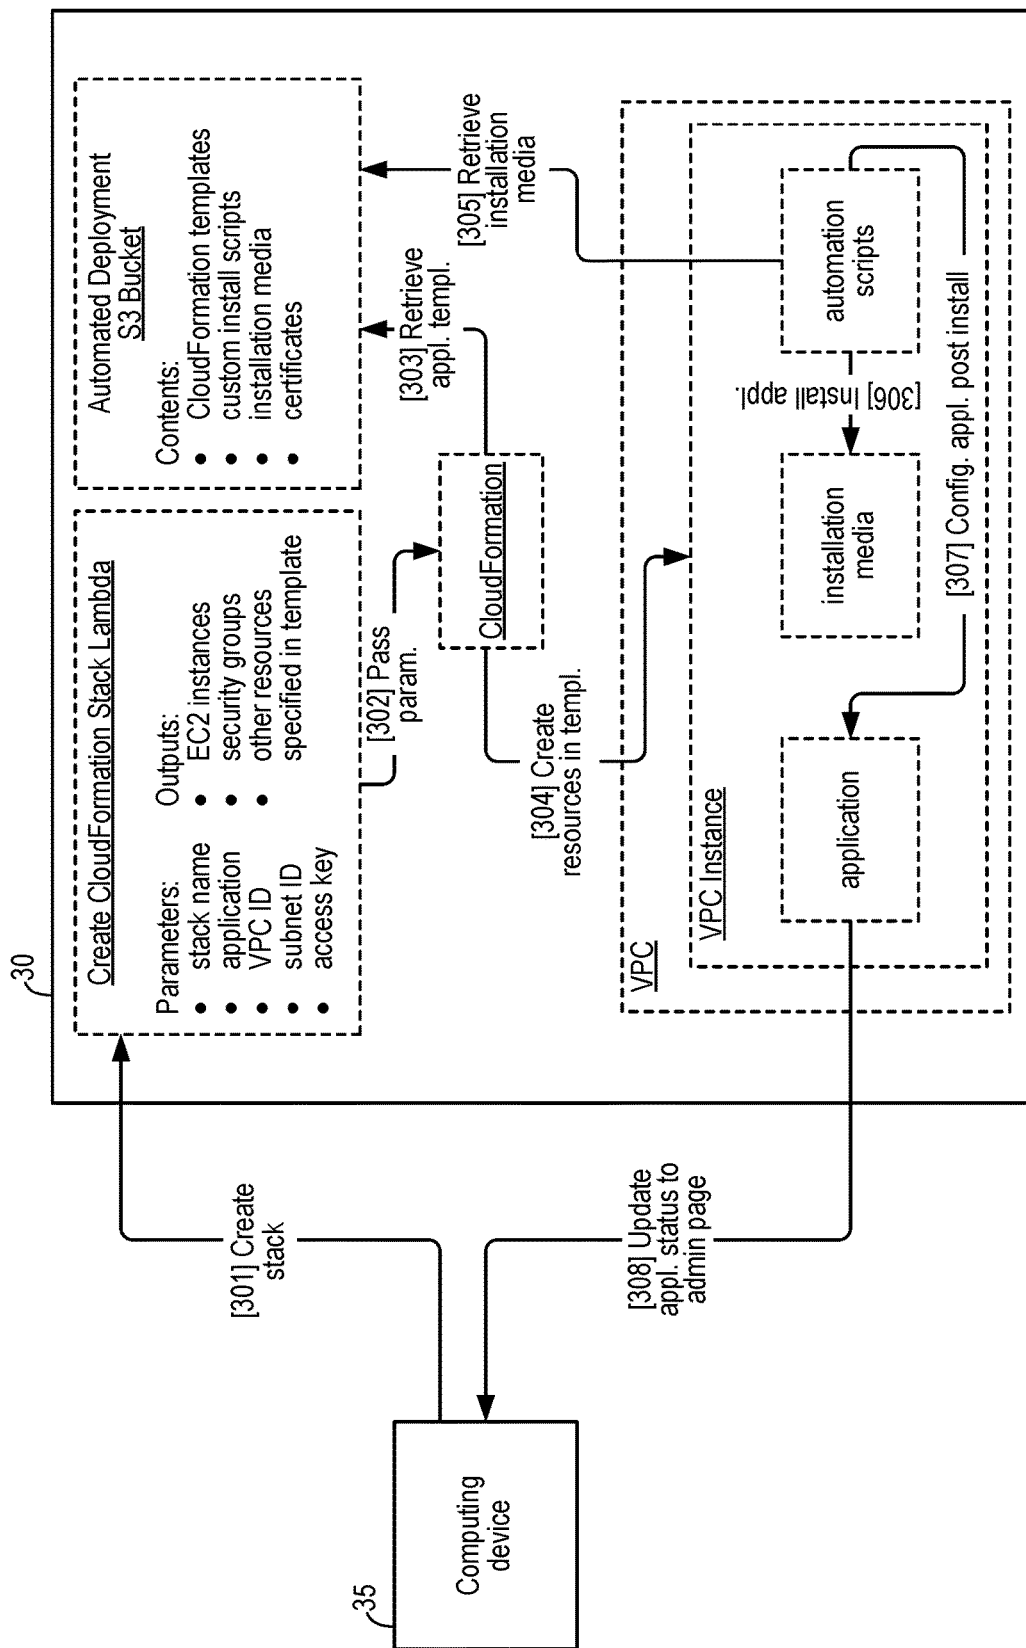 30
Create CloudFormation Stack Lambda
Parameters:
• stack name
• application
• VPC ID
• subnet ID
• access key
Outputs:
• EC2 instances
• security groups
• other resources
specified in template
Automated Deployment
S3 Bucket
Contents:
• CloudFormation templates
• custom install scripts
• installation media
• certificates
[301] Create
stack
[302] Pass
param.
[303] Retrieve
appl. templ.
[305] Retrieve
installation
media
CloudFormation
[304] Create
resources in templ.
35
Computing
device
[308] Update
appl. status to
admin page
VPC
VPC Instance
application
installation
media
[306] Install appl.
automation
scripts
[307] Config. appl. post install